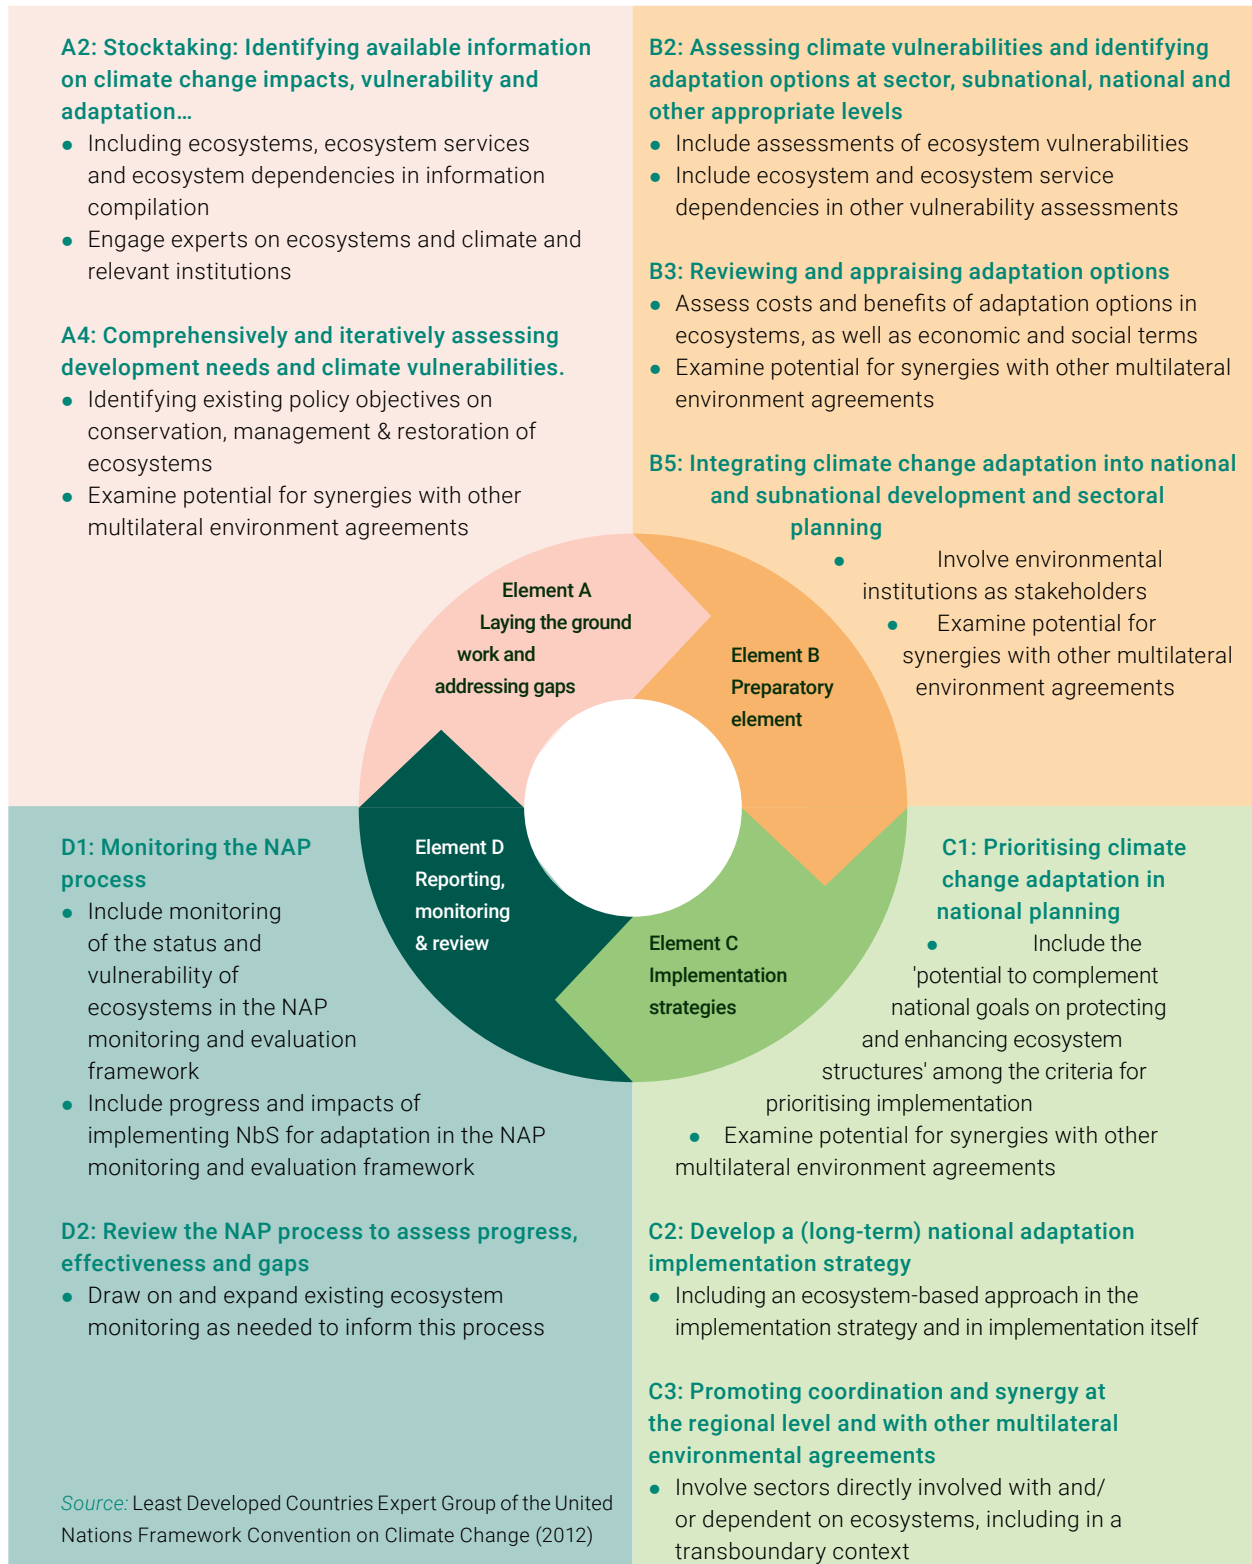 A2: Stocktaking: Identifying available information
on climate change impacts, vulnerability and
adaptation…
● Including ecosystems, ecosystem services
and ecosystem dependencies in information
compilation
● Engage experts on ecosystems and climate and
relevant institutions
A4: Comprehensively and iteratively assessing
development needs and climate vulnerabilities.
● Identifying existing policy objectives on
conservation, management & restoration of
ecosystems
● Examine potential for synergies with other
multilateral environment agreements
B2: Assessing climate vulnerabilities and identifying
adaptation options at sector, subnational, national and
other appropriate levels
● Include assessments of ecosystem vulnerabilities
● Include ecosystem and ecosystem service
dependencies in other vulnerability assessments
B3: Reviewing and appraising adaptation options
● Assess costs and benefits of adaptation options in
ecosystems, as well as economic and social terms
● Examine potential for synergies with other multilateral
environment agreements
B5: Integrating climate change adaptation into national
and subnational development and sectoral
planning
● Involve environmental
institutions as stakeholders
● Examine potential for
synergies with other multilateral
environment agreements
Element A
Laying the ground
work and
addressing gaps
Element B
Preparatory
element
Element D
Reporting,
monitoring
& review
Element C
Implementation
strategies
D1: Monitoring the NAP
process
● Include monitoring
of the status and
vulnerability of
ecosystems in the NAP
monitoring and evaluation
framework
● Include progress and impacts of
implementing NbS for adaptation in the NAP
monitoring and evaluation framework
D2: Review the NAP process to assess progress,
effectiveness and gaps
● Draw on and expand existing ecosystem
monitoring as needed to inform this process
Source: Least Developed Countries Expert Group of the United
Nations Framework Convention on Climate Change (2012)
C1: Prioritising climate
change adaptation in
national planning
● Include the
'potential to complement
national goals on protecting
and enhancing ecosystem
structures' among the criteria for
prioritising implementation
● Examine potential for synergies with other
multilateral environment agreements
C2: Develop a (long-term) national adaptation
implementation strategy
● Including an ecosystem-based approach in the
implementation strategy and in implementation itself
C3: Promoting coordination and synergy at
the regional level and with other multilateral
environmental agreements
● Involve sectors directly involved with and/
or dependent on ecosystems, including in a
transboundary context